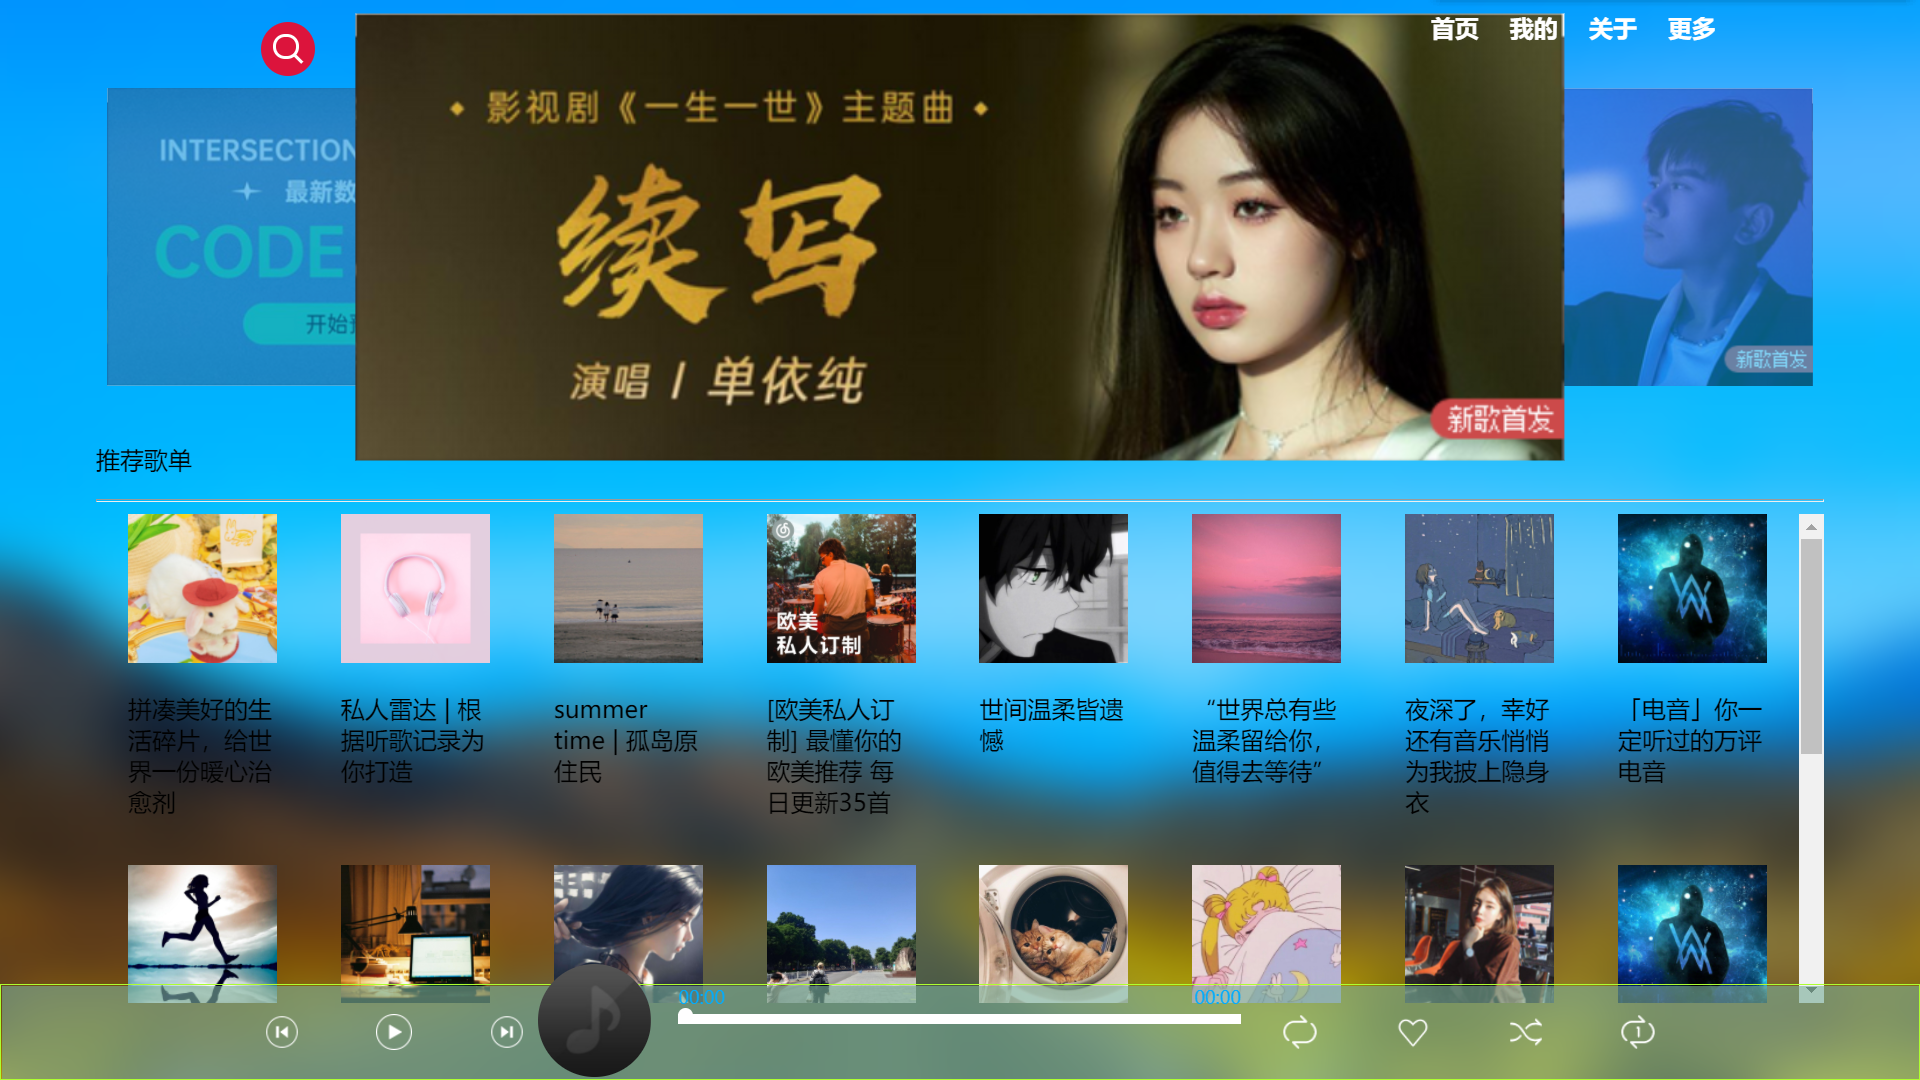 首页 我的 关于 更多
INTERSECTION
最新数
CODE
开始
影视剧《一生一世》主题曲
续写
演唱 | 单依纯
新歌首发
新歌首发
推荐歌单
欧美
私人订制
拼凑美好的生
活碎片，给世
界一份暖心治
愈剂
私人雷达 | 根
据听歌记录为
你打造
summer
time | 孤岛原
住民
[欧美私人订
制] 最懂你的
欧美推荐 每
日更新35首
世间温柔皆遗
憾
“世界总有些
温柔留给你，
值得去等待”
夜深了，幸好
还有音乐悄悄
为我披上隐身
衣
「电音」你一
定听过的万评
电音
00:00 00:00
1